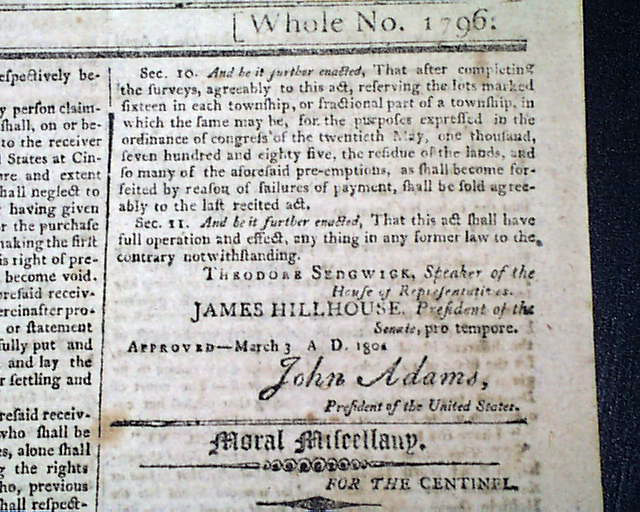 [Whole No. 1796.
espectively be-
y person claim-
shall, on or be-
to the receiver
d States at Cin-
ure and extent
hall neglect to
r having given
or the purchase
making the first
is right of pre-
become void.
oresaid receiv-
ereinafter pro-
or statement
fully put and
and lay the
r settling and
resaid receiv-
who shall be
es, alone shall
g the rights
ho, previous
hall respect-
Sec. 10. And be it further enacted, That after completing
the surveys, agreeably to this act, reserving the lots marked
sixteen in each township, or fractional part of a township, in
which the same may be, for the purposes expressed in the
ordinance of congress of the twentieth May, one thousand,
seven hundred and eighty five, the residue of the lands, and
so many of the aforesaid pre-emptions, as shall become for-
feited by reason of failures of payment, shall be sold agree-
ably to the last recited act.
Sec. 11. And be it further enacted, That this act shall have
full operation and effect, any thing in any former law to the
contrary notwithstanding.
THEODORE SEDGWICK, Speaker of the
House of Representatives.
JAMES HILLHOUSE, President of the
Senate, pro tempore.
APPROVED—March 3 A. D. 1801
John Adams,
President of the United States.
Moral Miscellany.
FOR THE CENTINEL.